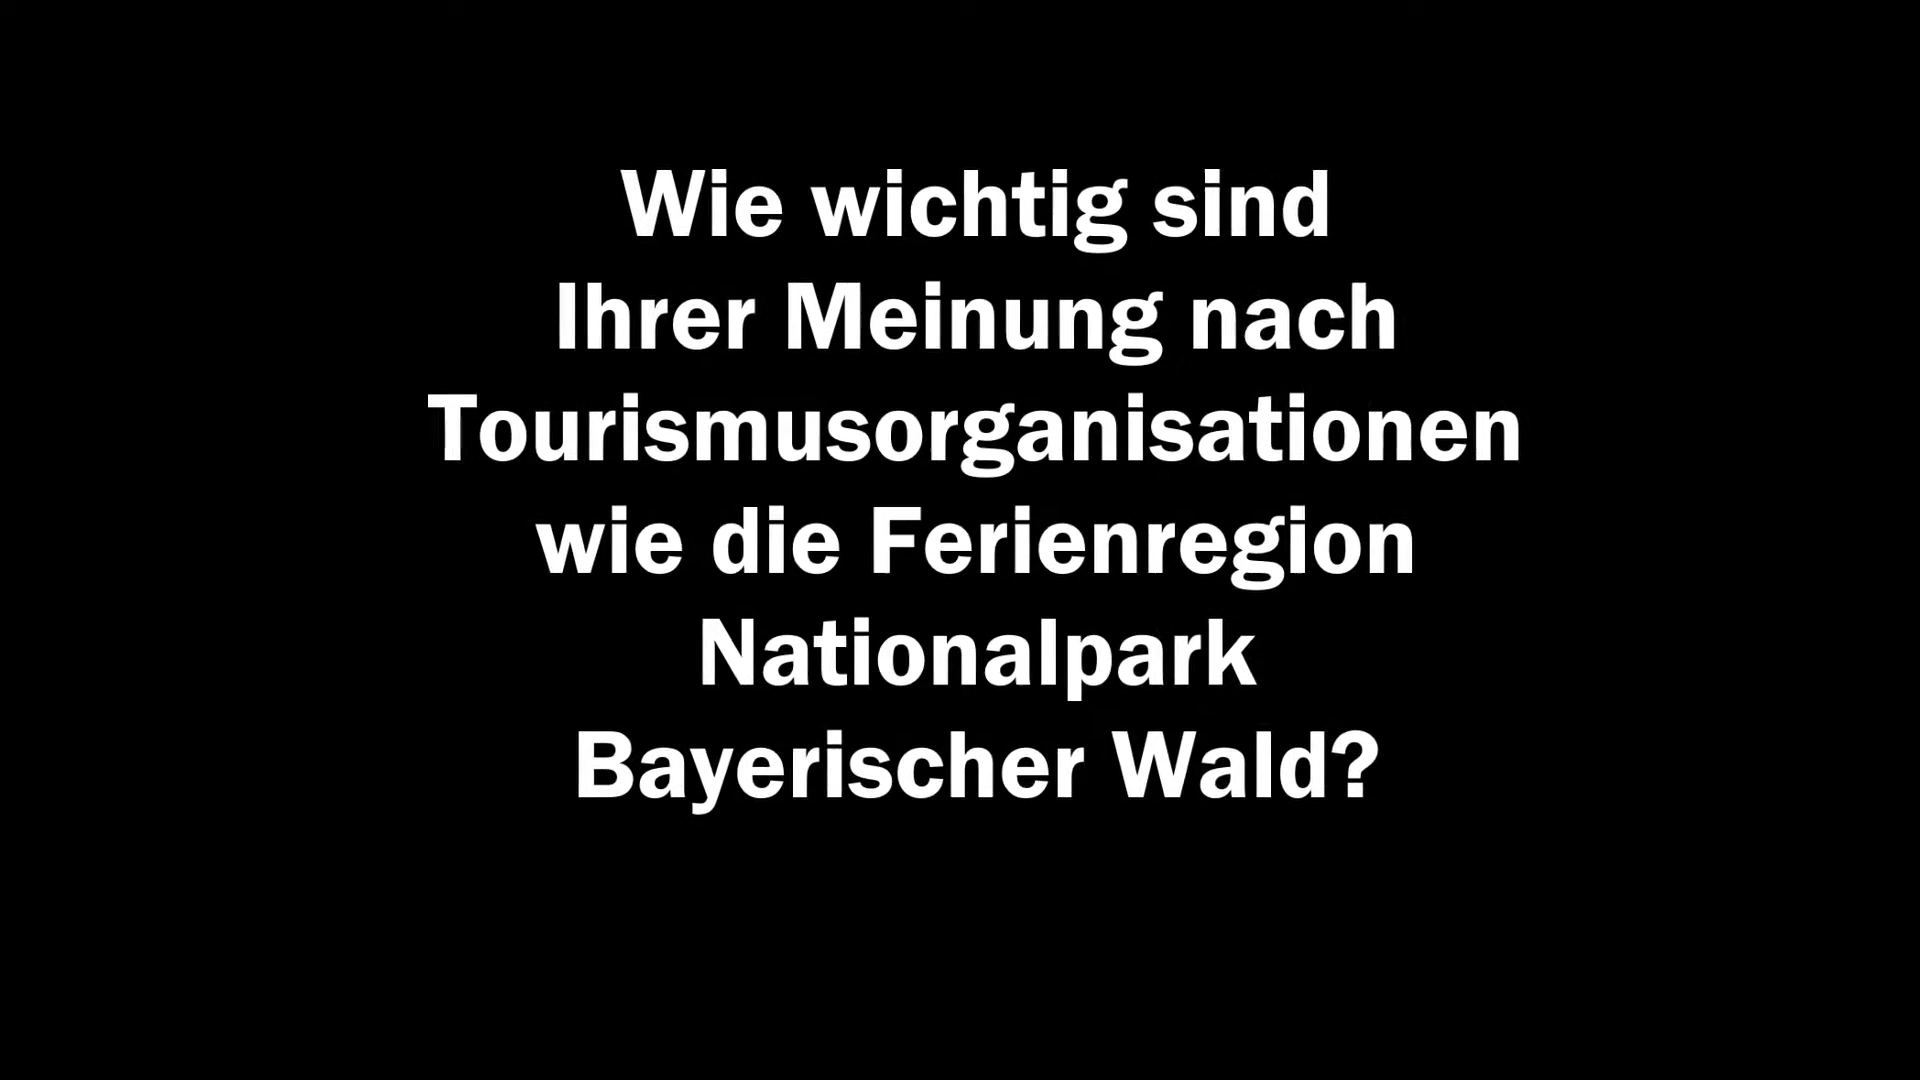 Wie wichtig sind
Ihrer Meinung nach
Tourismusorganisationen
wie die Ferienregion
Nationalpark
Bayerischer Wald?